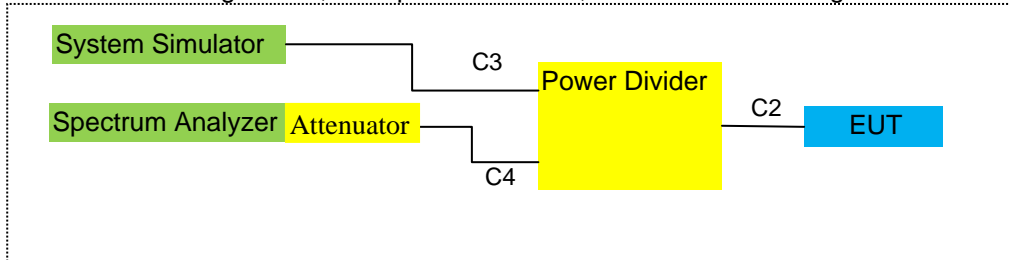 System Simulator
C3
Power Divider
Spectrum Analyzer
Attenuator
C2
EUT
C4